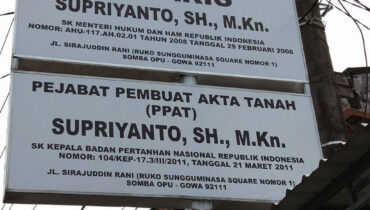 SUPRIYANTO, SH., M.Kn.
SK MENTERI HUKUM DAN HAM REPUBLIK INDONESIA
NOMOR: AHU-117.AH.02.01 TAHUN 2008 TANGGAL 29 FEBRUARI 2008
JL. SIRAJUDDIN RANI (RUKO SUNGGUMINASA SQUARE NOMOR 1)
SOMBA OPU - GOWA 92111
PEJABAT PEMBUAT AKTA TANAH
(PPAT)
SUPRIYANTO, SH., M.Kn.
SK KEPALA BADAN PERTANHAN NASIONAL REPUBLIK INDONESIA
NOMOR: 104/KEP-17.3/III/2011, TANGGAL 21 MARET 2011
JL. SIRAJUDDIN RANI (RUKO SUNGGUMINASA SQUARE NOMOR 1)
SOMBA OPU - GOWA 92111